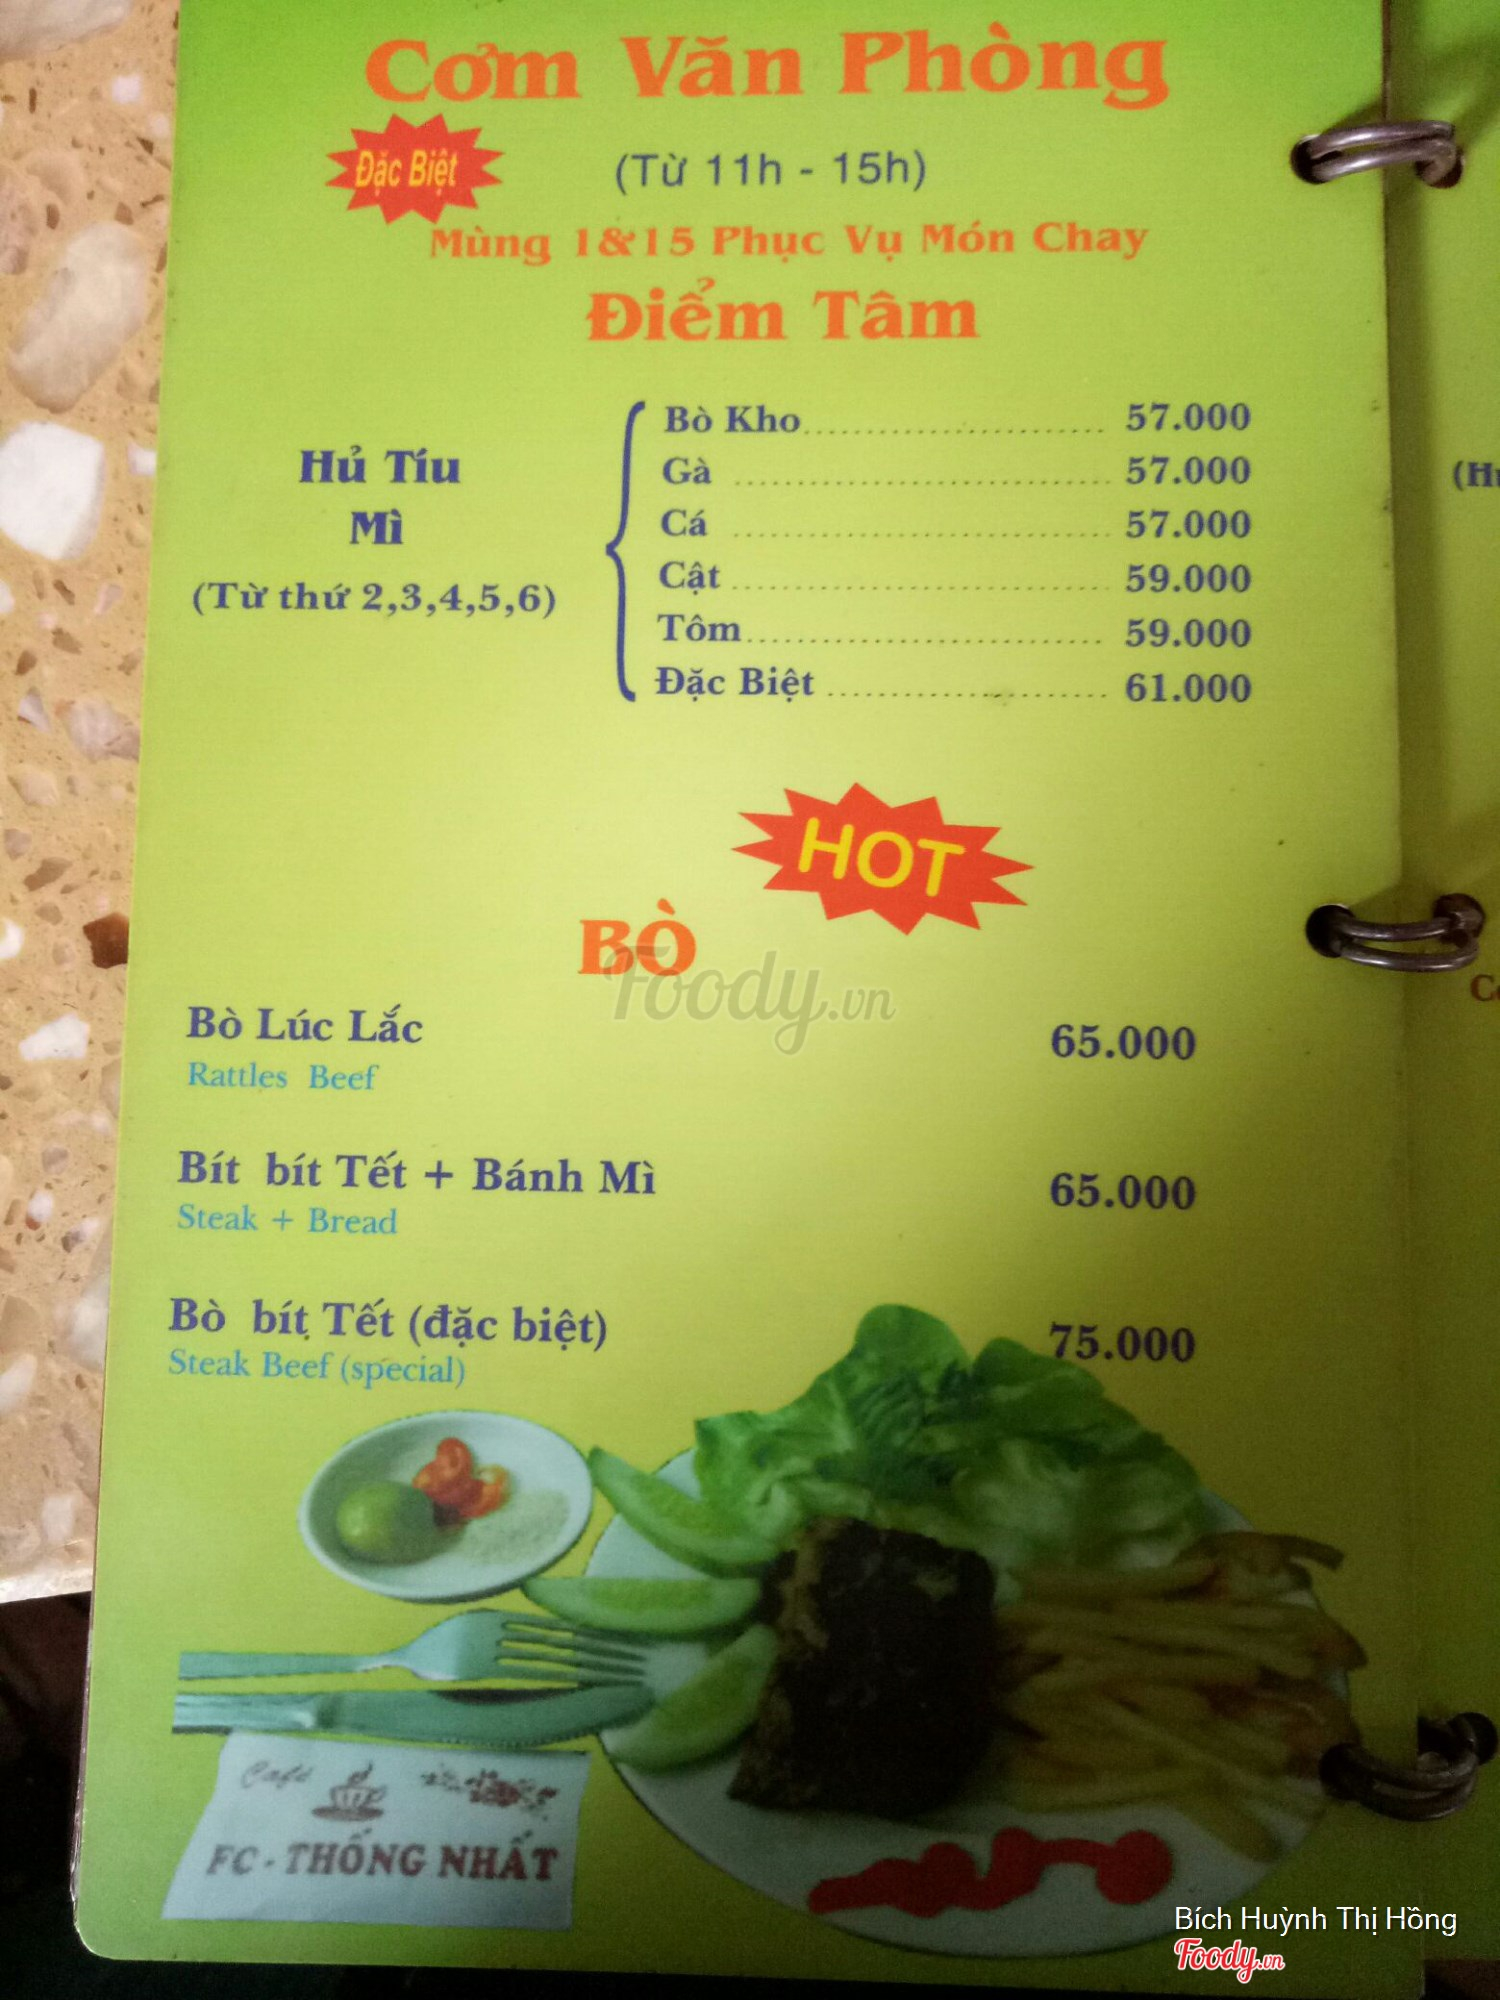 Cơm Văn Phòng
Đặc Biệt
(Từ 11h - 15h)
Mùng 1&15 Phục Vụ Món Chay
Điểm Tâm
Hủ Tíu
Mì
(Từ thứ 2,3,4,5,6)
Bò Kho 57.000
Gà 57.000
Cá 57.000
Cật 59.000
Tôm 59.000
Đặc Biệt 61.000
HOT
BÒ
Foody.vn
Bò Lúc Lắc 65.000
Rattles Beef
Bít bít Tết + Bánh Mì 65.000
Steak + Bread
Bò bít Tết (đặc biệt) 75.000
Steak Beef (special)
Café
FC - THỐNG NHẤT
Bích Huỳnh Thị Hồng
Foody.vn